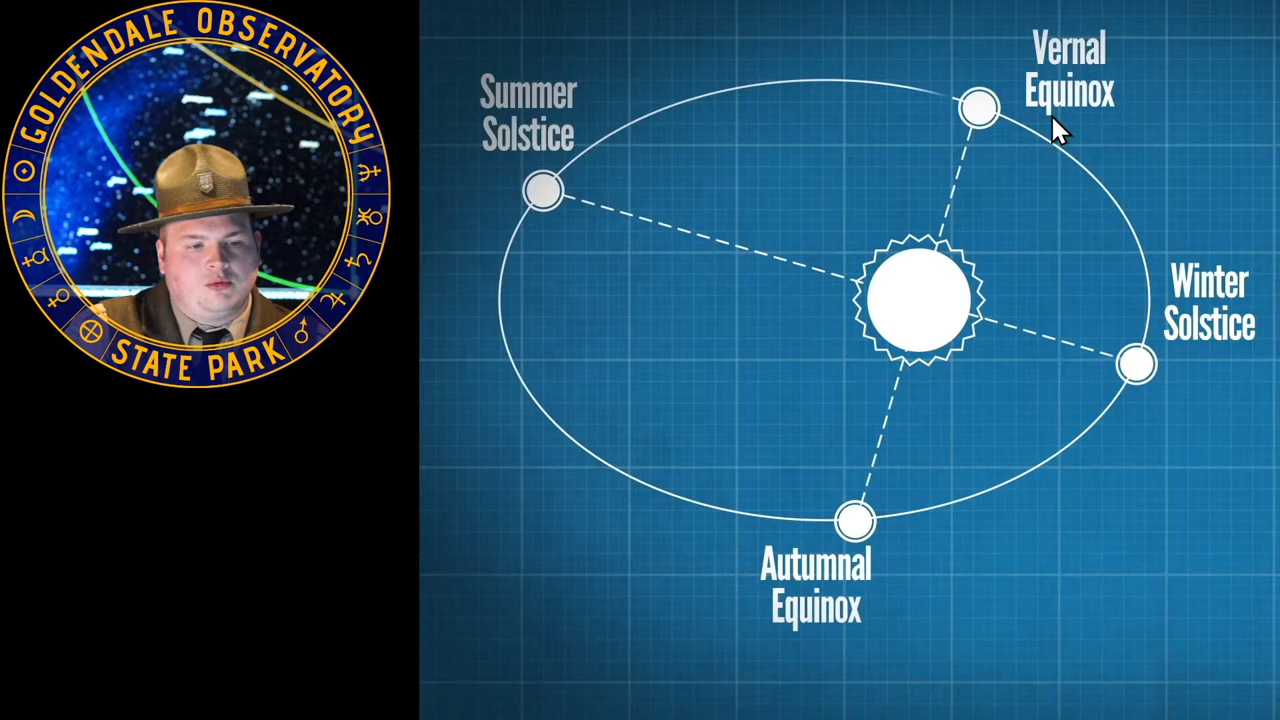 GOLDENDALE OBSERVATORY
STATE PARK
Summer
Solstice
Vernal
Equinox
Winter
Solstice
Autumnal
Equinox